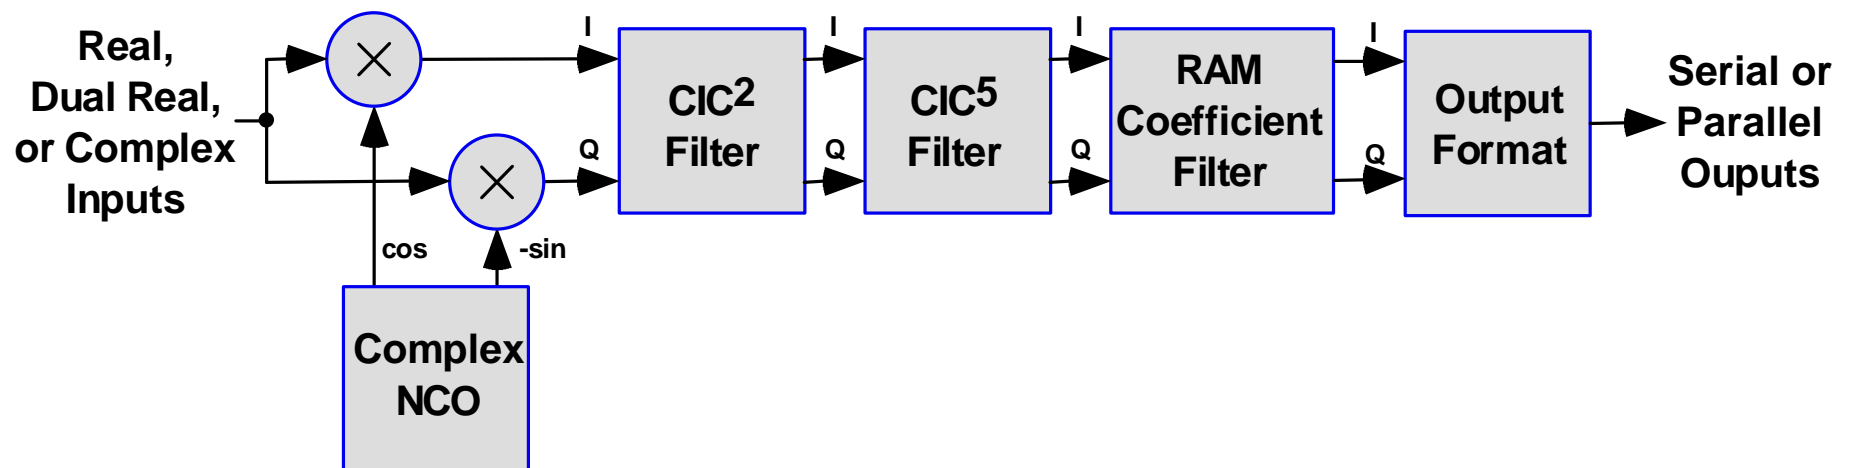 Real,
Dual Real,
or Complex
Inputs
I
Q
cos
-sin
Complex
NCO
CIC2
Filter
I
Q
CIC5
Filter
I
Q
RAM
Coefficient
Filter
I
Q
Output
Format
Serial or
Parallel
Ouputs